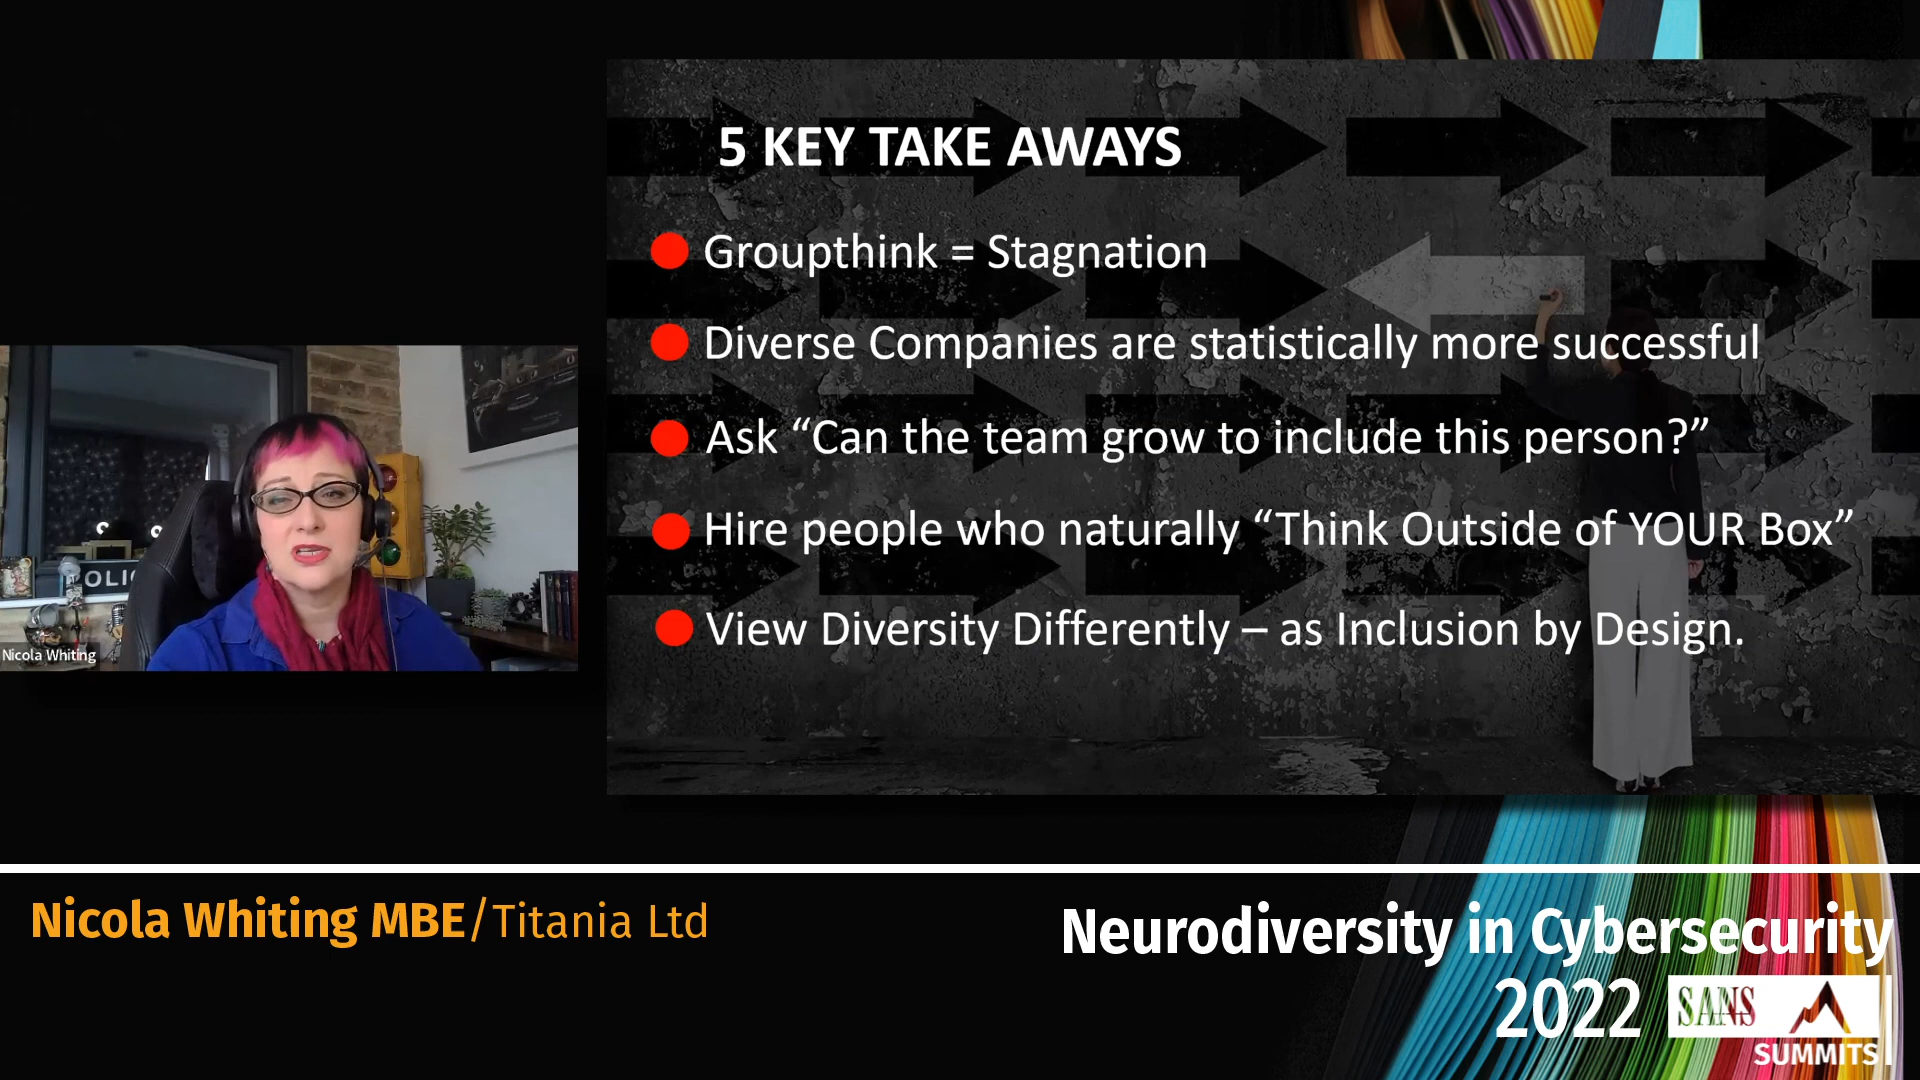 5 KEY TAKE AWAYS
Groupthink = Stagnation
Diverse Companies are statistically more successful
Ask “Can the team grow to include this person?”
Hire people who naturally “Think Outside of YOUR Box”
View Diversity Differently – as Inclusion by Design.
OLIC
Nicola Whiting
Nicola Whiting MBE/Titania Ltd
Neurodiversity in Cybersecurity
2022
SANS
SUMMITS